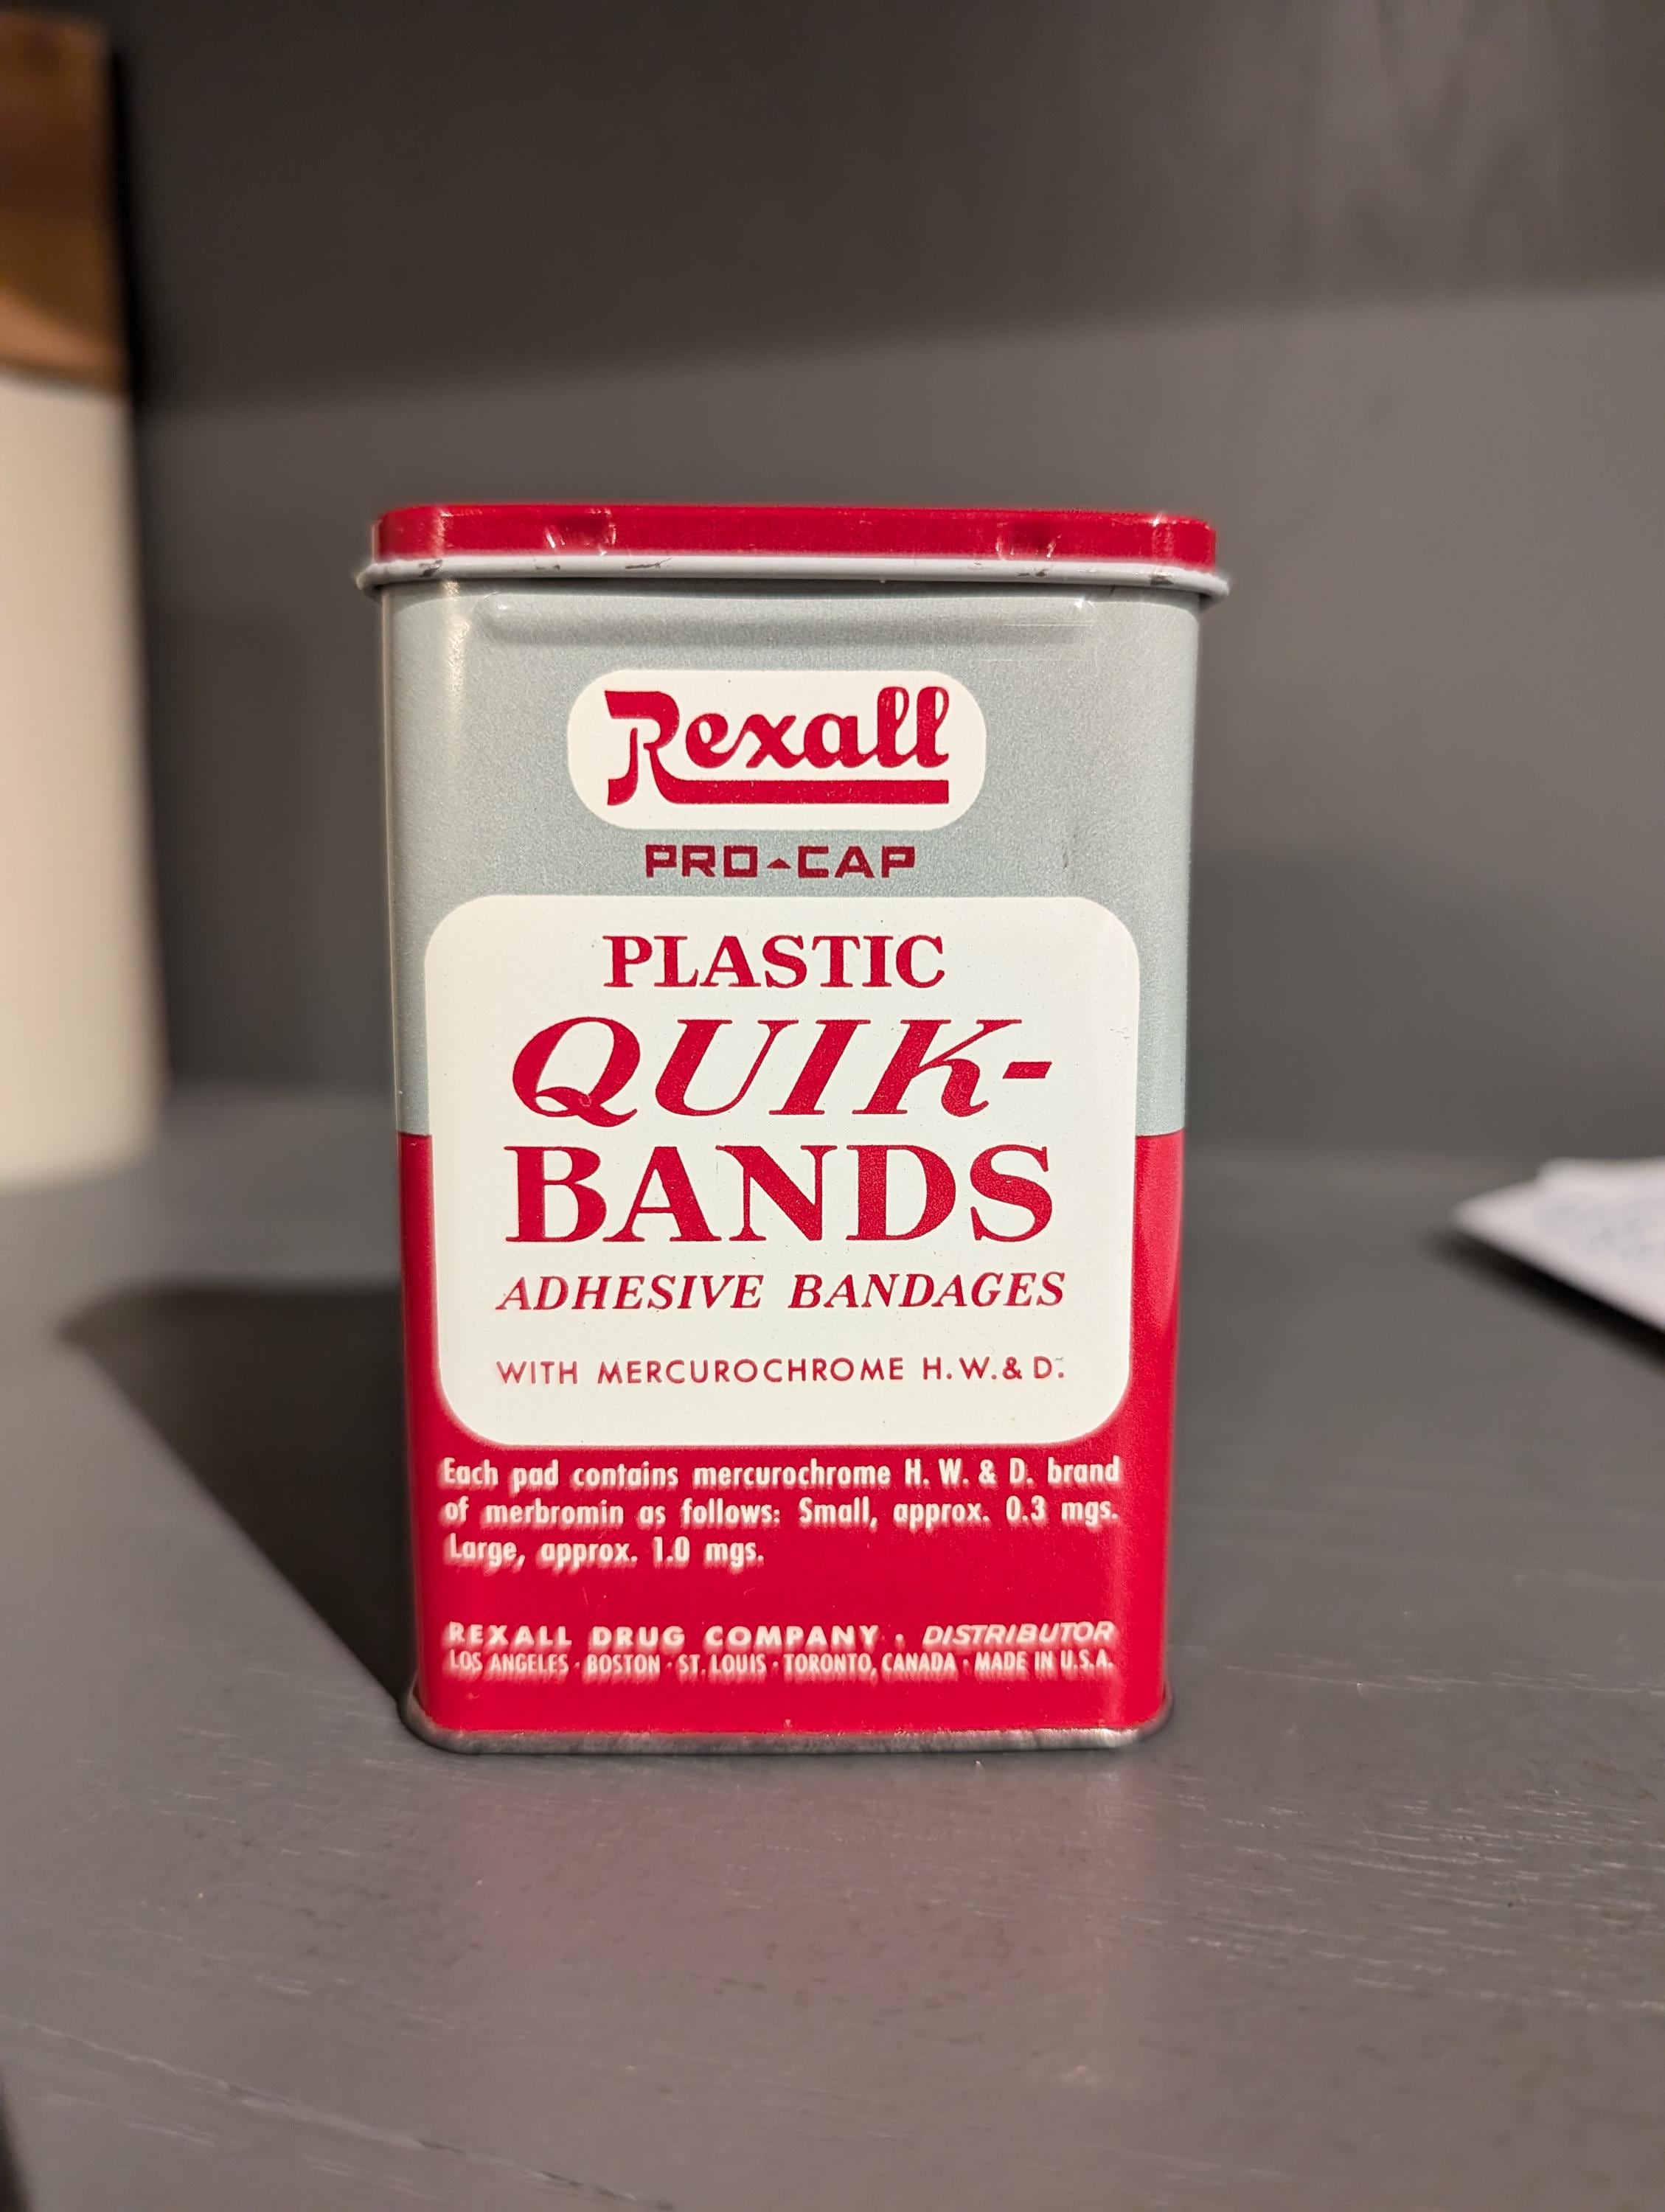 Rexall
PRO-CAP
PLASTIC
QUIK-
BANDS
ADHESIVE BANDAGES
WITH MERCUROCHROME H.W.& D.
Each pad contains mercurochrome H. W. & D. brand
of merbromin as follows: Small, approx. 0.3 mgs.
Large, approx. 1.0 mgs.
REXALL DRUG COMPANY · DISTRIBUTOR
LOS ANGELES · BOSTON · ST. LOUIS · TORONTO, CANADA · MADE IN U.S.A.